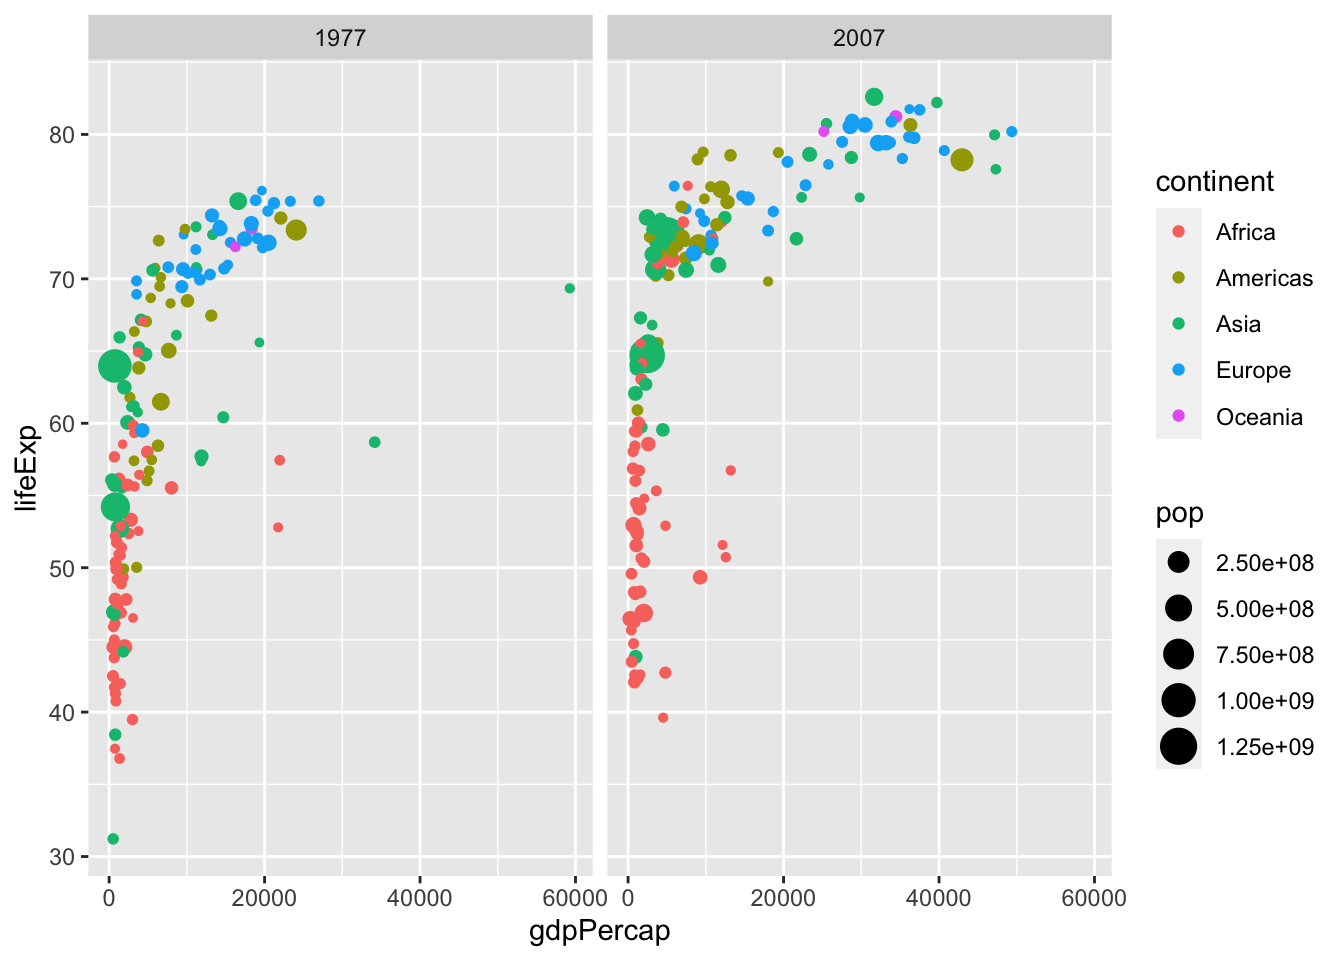 1977
2007
80
70
60
50
40
30
lifeExp
0
20000
40000
60000
0
20000
40000
60000
gdpPercap
continent
Africa
Americas
Asia
Europe
Oceania
pop
2.50e+08
5.00e+08
7.50e+08
1.00e+09
1.25e+09